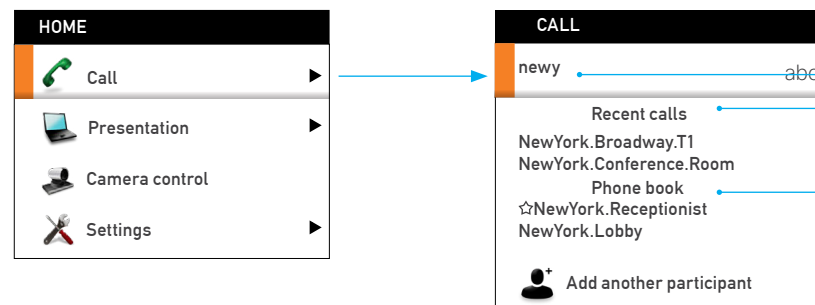 HOME
Call
Presentation
Camera control
Settings
CALL
newy
abc
Recent calls
NewYork.Broadway.T1
NewYork.Conference.Room
Phone book
☆NewYork.Receptionist
NewYork.Lobby
Add another participant